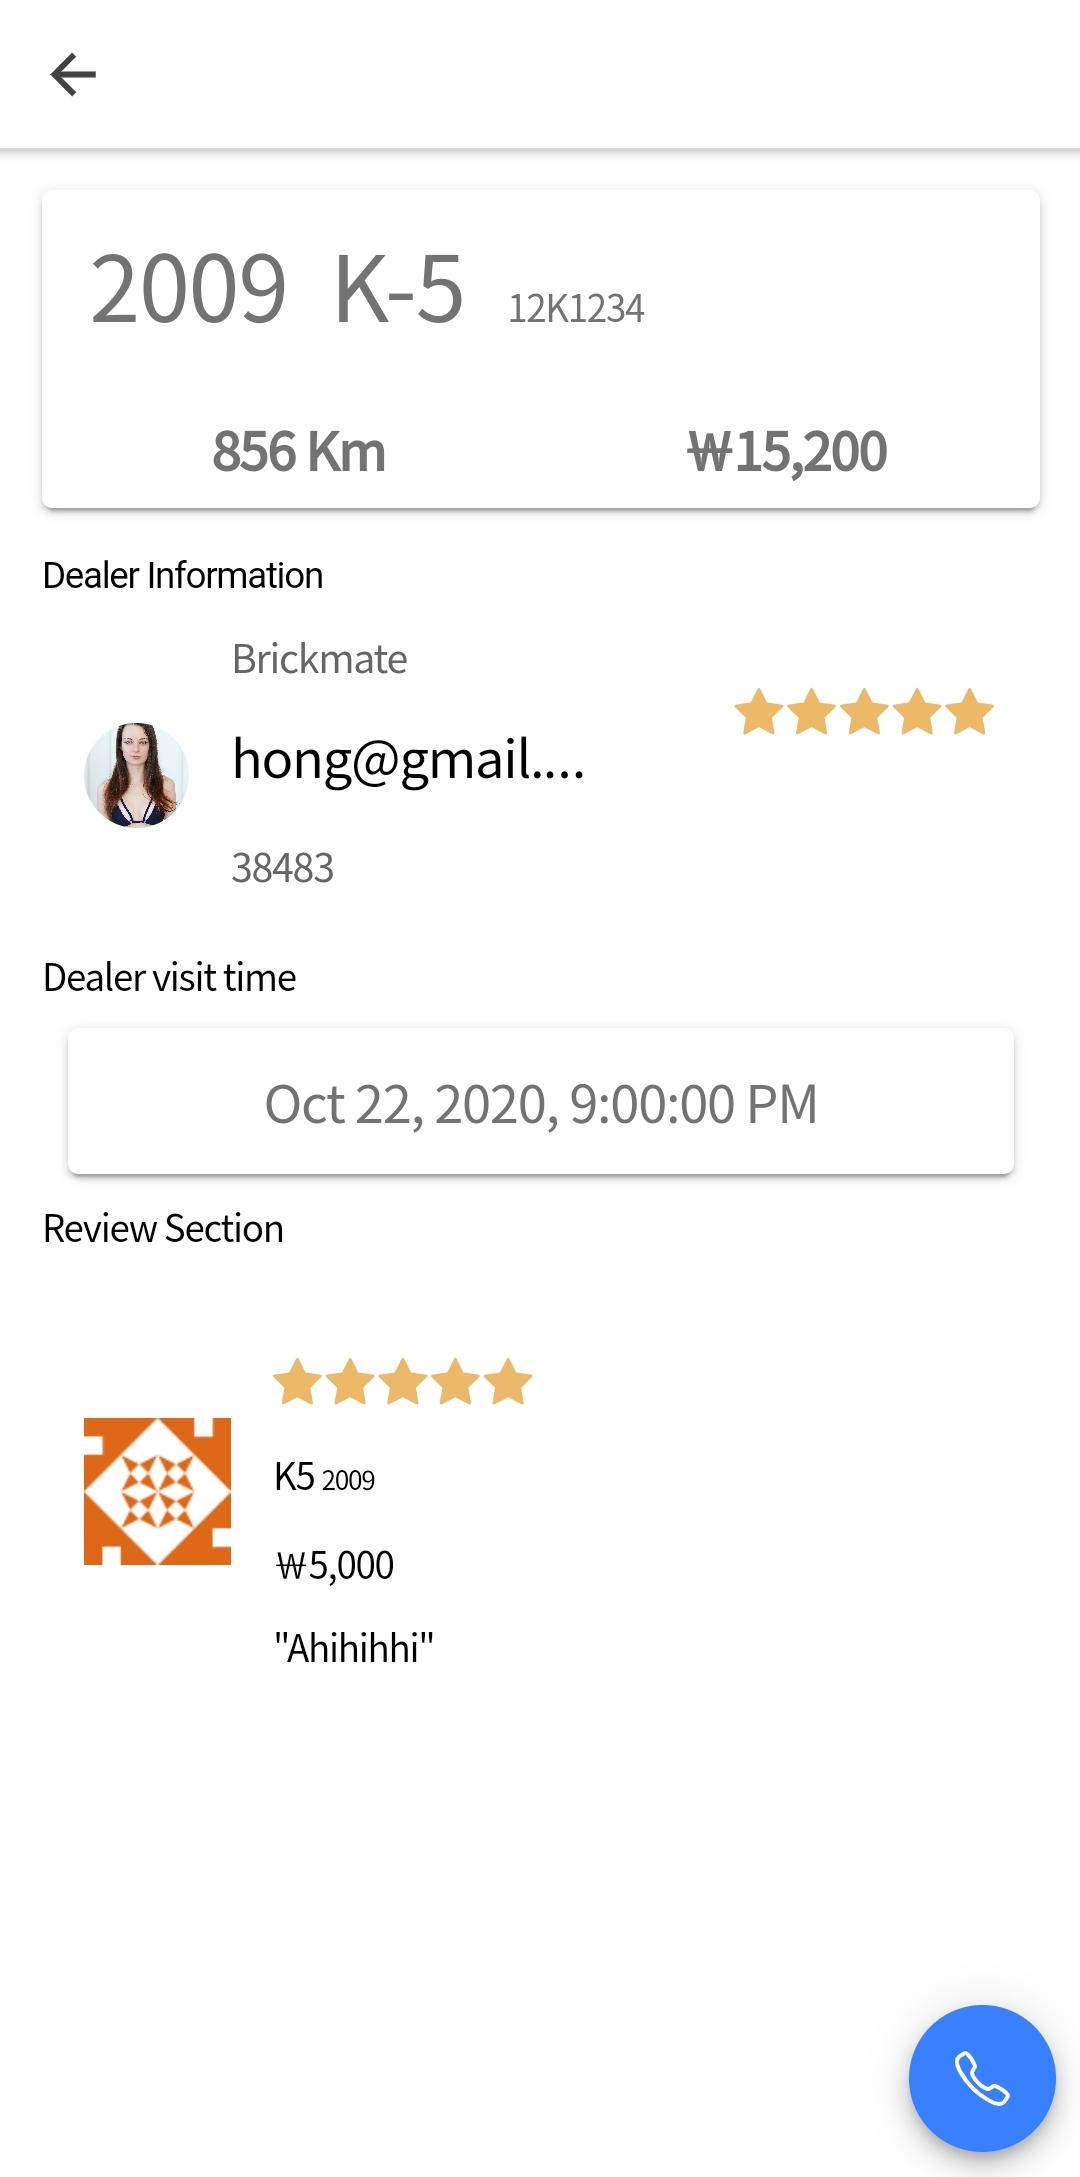 2009 K-5 12K1234
856 Km ₩15,200
Dealer Information
Brickmate
hong@gmail....
38483
Dealer visit time
Oct 22, 2020, 9:00:00 PM
Review Section
K5 2009
₩5,000
"Ahihihhi"